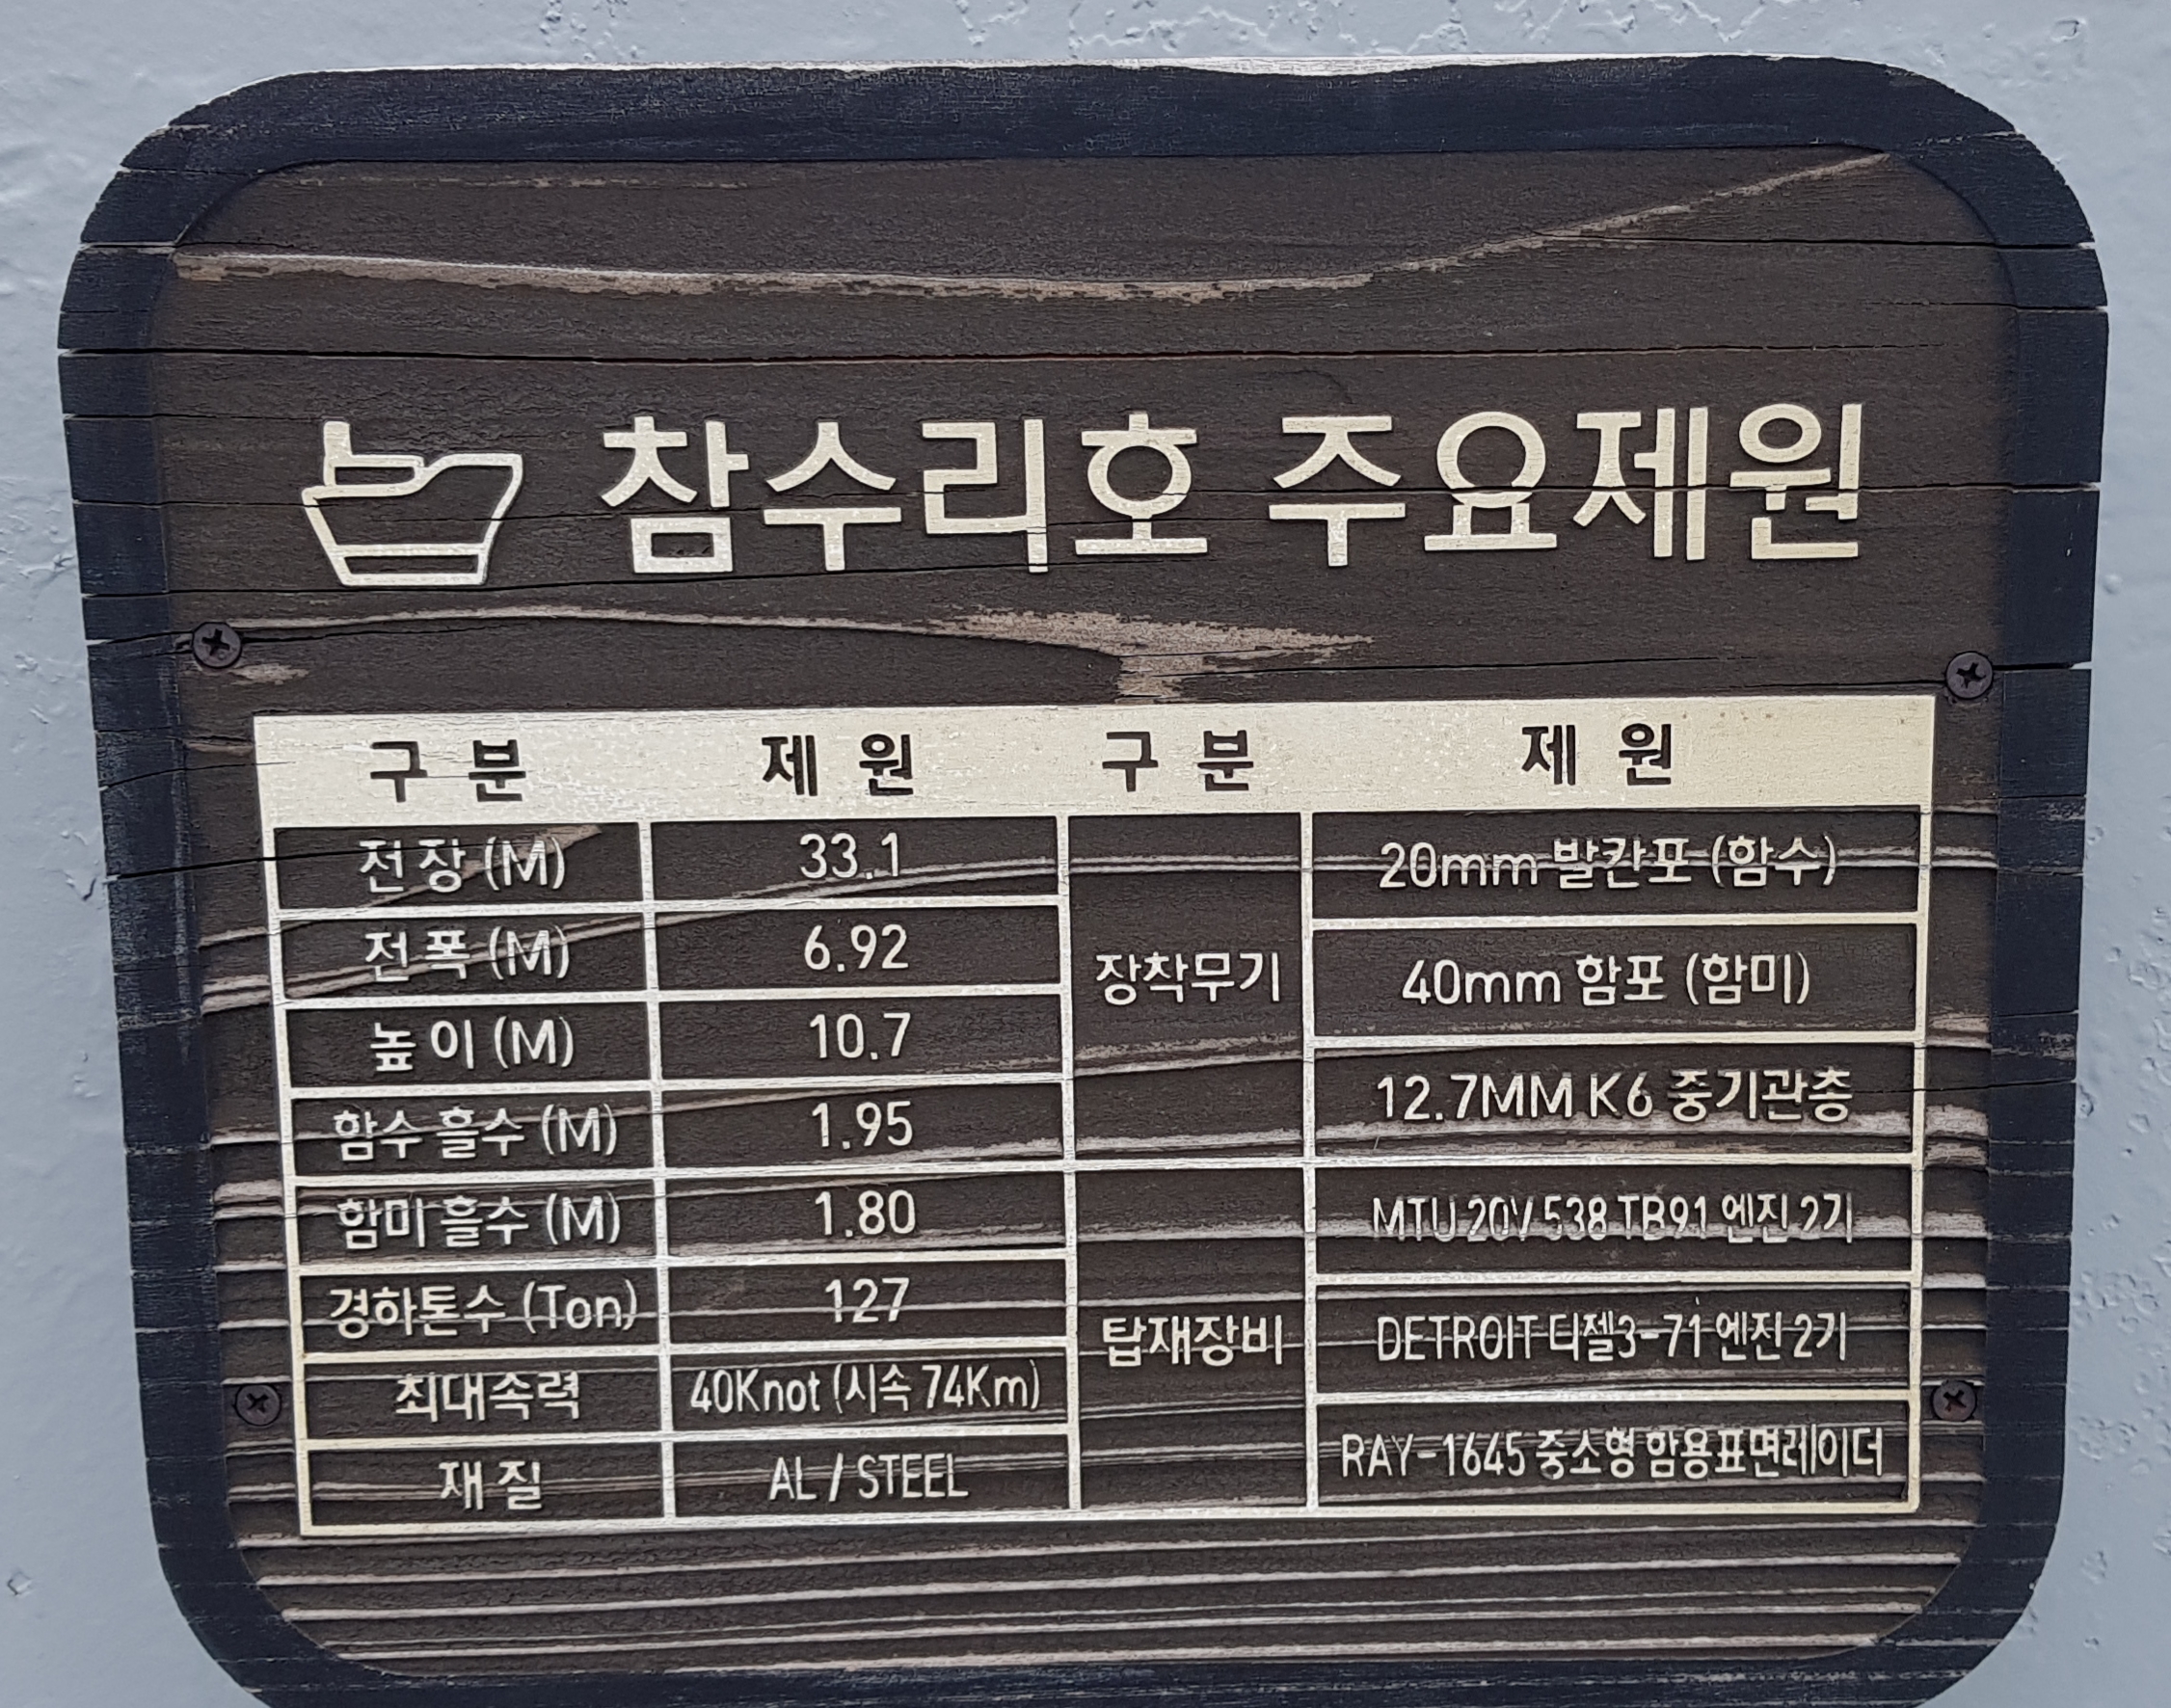 참수리호 주요제원
구 분 제 원 구 분 제 원
전 장 (M) 33.1
전 폭 (M) 6.92
높 이 (M) 10.7
함수 흘수 (M) 1.95
함미 흘수 (M) 1.80
경하톤수 (Ton) 127
최대속력 40Knot (시속 74Km)
재 질 AL / STEEL
장착무기
20mm 발칸포 (함수)
40mm 함포 (함미)
12.7MM K6 중기관총
탑재장비
MTU 20V 538 TB91 엔진 2기
DETROIT 디젤3-71 엔진 2기
RAY-1645 중소형 함용표면레이더